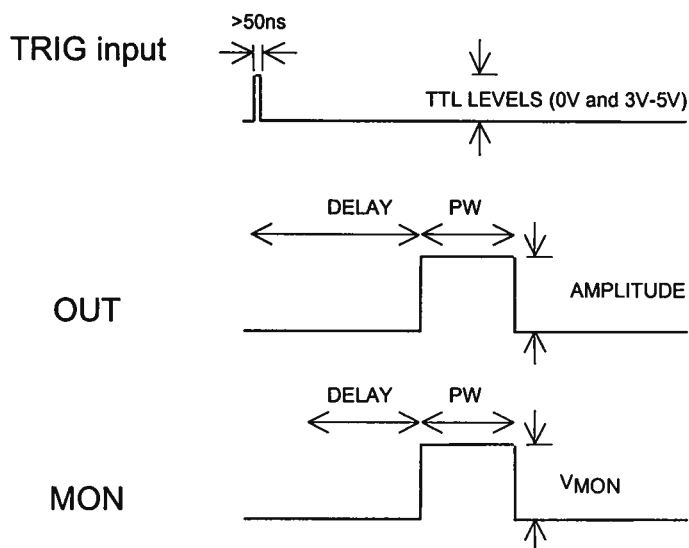 >50ns
TRIG input
TTL LEVELS (0V and 3V-5V)
DELAY PW
AMPLITUDE
OUT
DELAY PW
VMON
MON